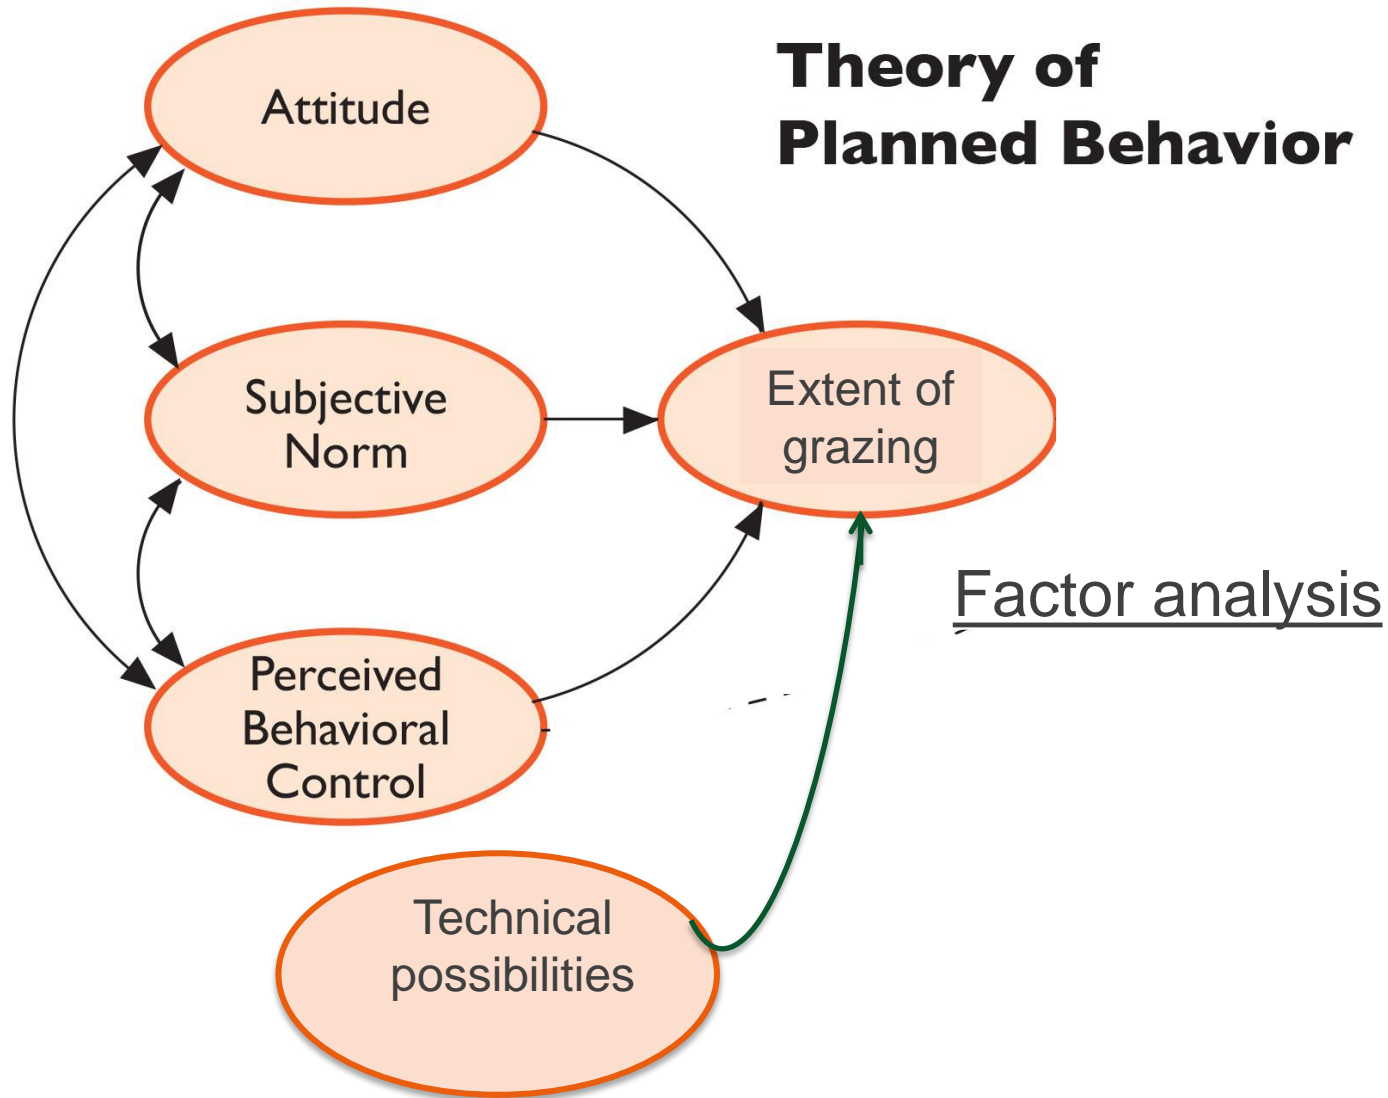 Theory of
Planned Behavior
Attitude
Subjective
Norm
Extent of
grazing
Factor analysis
Perceived
Behavioral
Control
Technical
possibilities